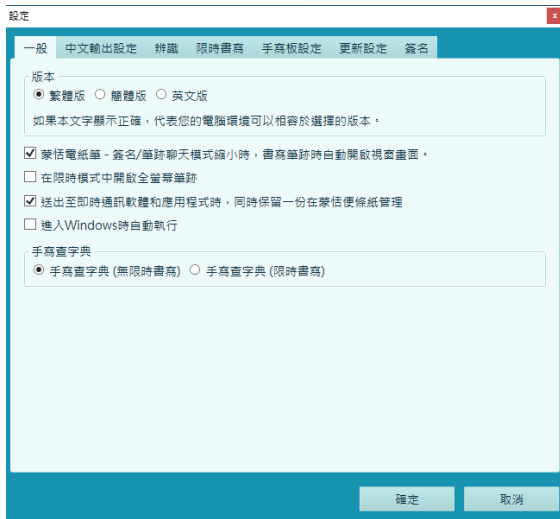 設定
x
一般 中文輸出設定 辨識 限時書寫 手寫板設定 更新設定 簽名
版本
繁體版 簡體版 英文版
如果本文字顯示正確，代表您的電腦環境可以相容於選擇的版本。
蒙恬電紙筆 - 簽名/筆跡聊天模式縮小時，書寫筆跡時自動開啟視窗畫面。
在限時模式中開啟全螢幕筆跡
送出至即時通訊軟體和應用程式時，同時保留一份在蒙恬便條紙管理
進入Windows時自動執行
手寫查字典
手寫查字典 (無限時書寫) 手寫查字典 (限時書寫)
確定 取消